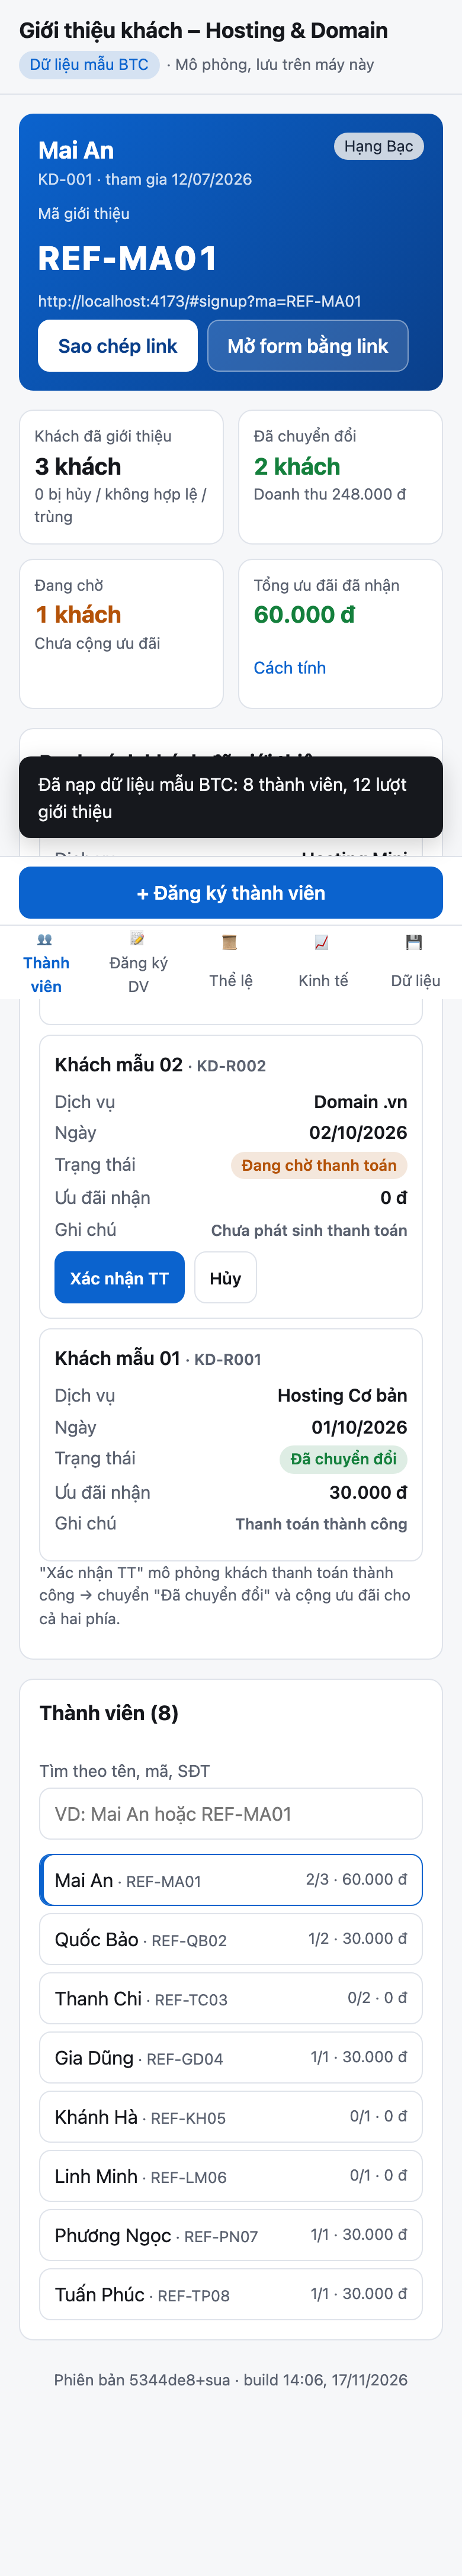 Giới thiệu khách – Hosting & Domain
Dữ liệu mẫu BTC · Mô phỏng, lưu trên máy này
Mai An
Hạng Bạc
KD-001 · tham gia 12/07/2026
Mã giới thiệu
REF-MA01
http://localhost:4173/#signup?ma=REF-MA01
Sao chép link
Mở form bằng link
Khách đã giới thiệu
3 khách
0 bị hủy / không hợp lệ /
trùng
Đã chuyển đổi
2 khách
Doanh thu 248.000 đ
Đang chờ
1 khách
Chưa cộng ưu đãi
Tổng ưu đãi đã nhận
60.000 đ
Cách tính
Đã nạp dữ liệu mẫu BTC: 8 thành viên, 12 lượt
giới thiệu
+ Đăng ký thành viên
Thành
viên
Đăng ký
DV
Thể lệ
Kinh tế
Dữ liệu
Khách mẫu 02 · KD-R002
Dịch vụ Domain .vn
Ngày 02/10/2026
Trạng thái Đang chờ thanh toán
Ưu đãi nhận 0 đ
Ghi chú Chưa phát sinh thanh toán
Xác nhận TT
Hủy
Khách mẫu 01 · KD-R001
Dịch vụ Hosting Cơ bản
Ngày 01/10/2026
Trạng thái Đã chuyển đổi
Ưu đãi nhận 30.000 đ
Ghi chú Thanh toán thành công
"Xác nhận TT" mô phỏng khách thanh toán thành
công → chuyển "Đã chuyển đổi" và cộng ưu đãi cho
cả hai phía.
Thành viên (8)
Tìm theo tên, mã, SĐT
VD: Mai An hoặc REF-MA01
Mai An · REF-MA01 2/3 · 60.000 đ
Quốc Bảo · REF-QB02 1/2 · 30.000 đ
Thanh Chi · REF-TC03 0/2 · 0 đ
Gia Dũng · REF-GD04 1/1 · 30.000 đ
Khánh Hà · REF-KH05 0/1 · 0 đ
Linh Minh · REF-LM06 0/1 · 0 đ
Phương Ngọc · REF-PN07 1/1 · 30.000 đ
Tuấn Phúc · REF-TP08 1/1 · 30.000 đ
Phiên bản 5344de8+sua · build 14:06, 17/11/2026